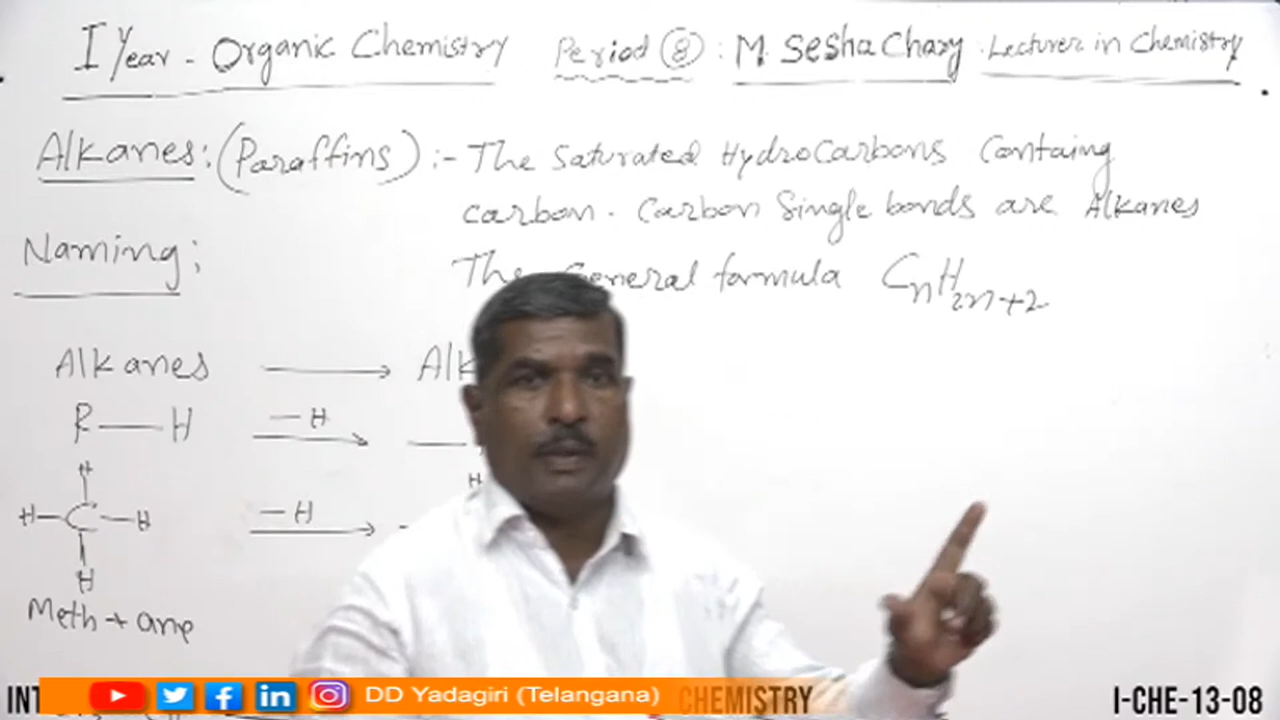 I Year - Organic Chemistry Period ⑧ : M. Sesha Chary Lecturer in Chemistry
Alkanes: (Paraffins) :- The Saturated HydroCarbons Containg
carbon - Carbon Single bonds are Alkanes
Naming;
The General formula CnH2n+2
Alkanes → Alk
R—H —H →
H
H—C—H —H →
H
H
Meth + ane
INT
DD Yadagiri (Telangana)
CHEMISTRY
I-CHE-13-08